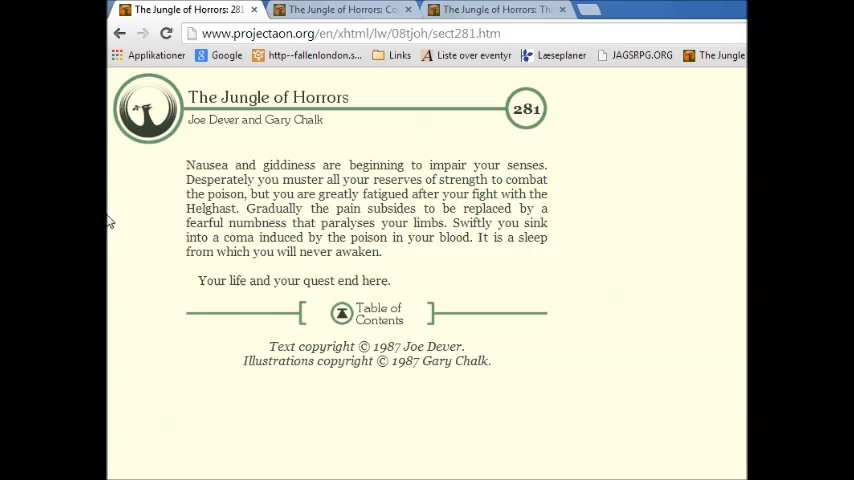 The Jungle of Horrors: 281
The Jungle of Horrors: Co
The Jungle of Horrors: Th
www.projectaon.org/en/xhtml/lw/08tjoh/sect281.htm
Applikationer
Google
http--fallenlondon.s...
Links
Liste over eventyr
Læseplaner
JAGSRPG.ORG
The Jungle
The Jungle of Horrors
281
Joe Dever and Gary Chalk
Nausea and giddiness are beginning to impair your senses.
Desperately you muster all your reserves of strength to combat
the poison, but you are greatly fatigued after your fight with the
Helghast. Gradually the pain subsides to be replaced by a
fearful numbness that paralyses your limbs. Swiftly you sink
into a coma induced by the poison in your blood. It is a sleep
from which you will never awaken.
Your life and your quest end here.
Table of
Contents
Text copyright © 1987 Joe Dever.
Illustrations copyright © 1987 Gary Chalk.